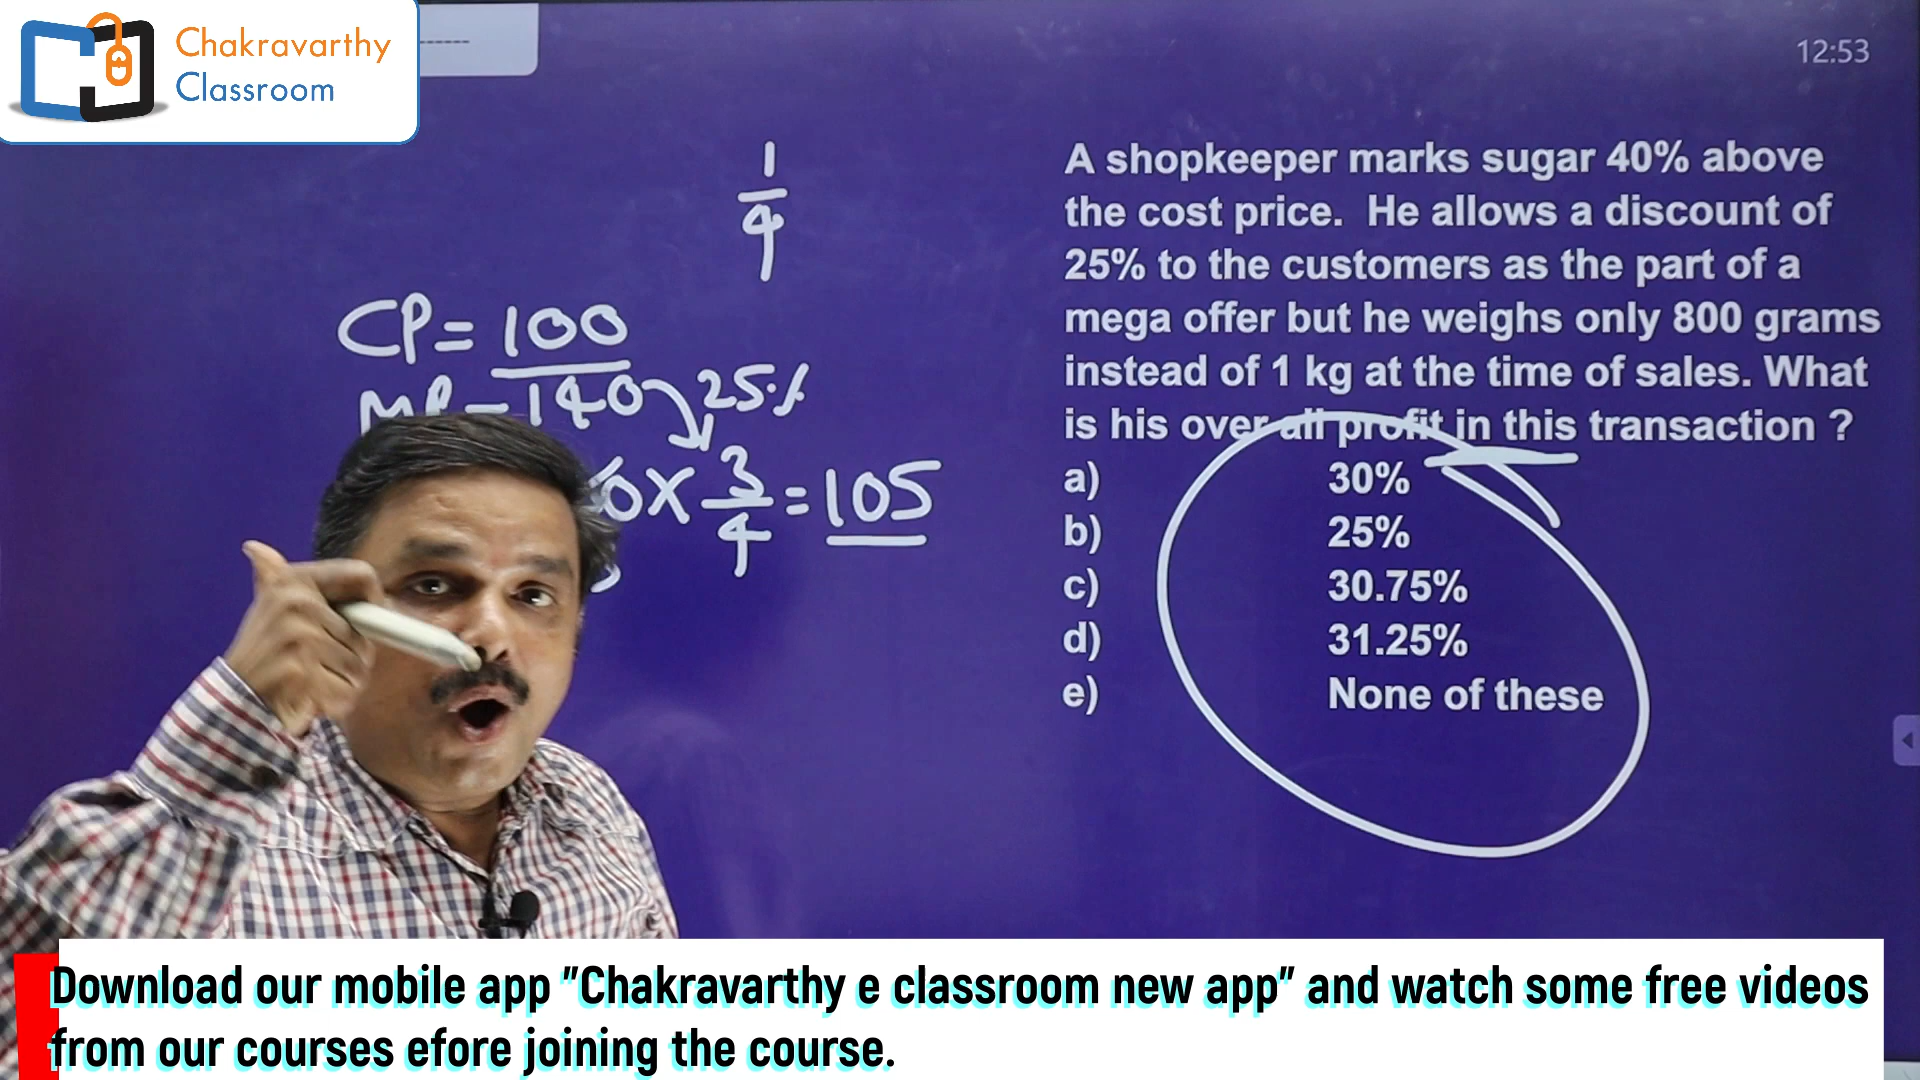 Chakravarthy
Classroom
12:53
1
4
CP = 100
MP = 140 25%
0 x 3/4 = 105
A shopkeeper marks sugar 40% above
the cost price. He allows a discount of
25% to the customers as the part of a
mega offer but he weighs only 800 grams
instead of 1 kg at the time of sales. What
is his over all profit in this transaction ?
a) 30%
b) 25%
c) 30.75%
d) 31.25%
e) None of these
Download our mobile app "Chakravarthy e classroom new app" and watch some free videos
from our courses efore joining the course.